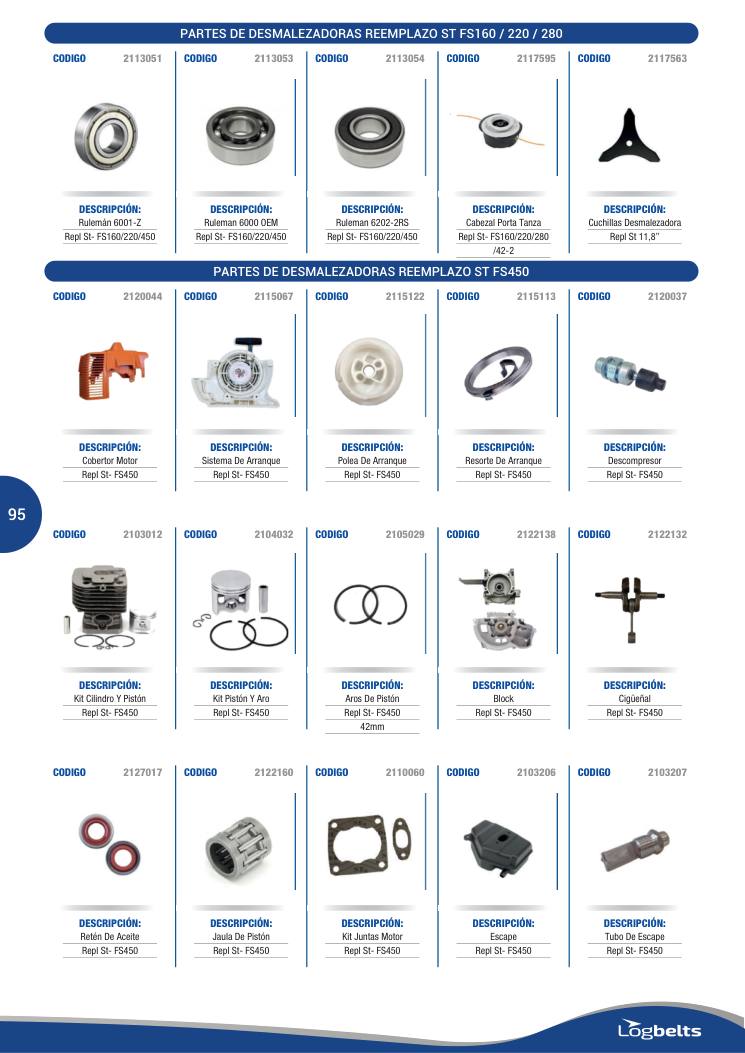 PARTES DE DESMALEZADORAS REEMPLAZO ST FS160 / 220 / 280
CODIGO 2113051
CODIGO 2113053
CODIGO 2113054
CODIGO 2117595
CODIGO 2117563
DESCRIPCIÓN:
Rulemán 6001-Z
Repl St- FS160/220/450
DESCRIPCIÓN:
Ruleman 6000 OEM
Repl St- FS160/220/450
DESCRIPCIÓN:
Ruleman 6202-2RS
Repl St- FS160/220/450
DESCRIPCIÓN:
Cabezal Porta Tanza
Repl St- FS160/220/280
/42-2
DESCRIPCIÓN:
Cuchillas Desmalezadora
Repl St 11,8"
PARTES DE DESMALEZADORAS REEMPLAZO ST FS450
CODIGO 2120044
CODIGO 2115067
CODIGO 2115122
CODIGO 2115113
CODIGO 2120037
DESCRIPCIÓN:
Cobertor Motor
Repl St- FS450
DESCRIPCIÓN:
Sistema De Arranque
Repl St- FS450
DESCRIPCIÓN:
Polea De Arranque
Repl St- FS450
DESCRIPCIÓN:
Resorte De Arranque
Repl St- FS450
DESCRIPCIÓN:
Descompresor
Repl St- FS450
95
CODIGO 2103012
CODIGO 2104032
CODIGO 2105029
CODIGO 2122138
CODIGO 2122132
DESCRIPCIÓN:
Kit Cilindro Y Pistón
Repl St- FS450
DESCRIPCIÓN:
Kit Pistón Y Aro
Repl St- FS450
DESCRIPCIÓN:
Aros De Pistón
Repl St- FS450
42mm
DESCRIPCIÓN:
Block
Repl St- FS450
DESCRIPCIÓN:
Cigüeñal
Repl St- FS450
CODIGO 2127017
CODIGO 2122160
CODIGO 2110060
CODIGO 2103206
CODIGO 2103207
DESCRIPCIÓN:
Retén De Aceite
Repl St- FS450
DESCRIPCIÓN:
Jaula De Pistón
Repl St- FS450
DESCRIPCIÓN:
Kit Juntas Motor
Repl St- FS450
DESCRIPCIÓN:
Escape
Repl St- FS450
DESCRIPCIÓN:
Tubo De Escape
Repl St- FS450
Logbelts